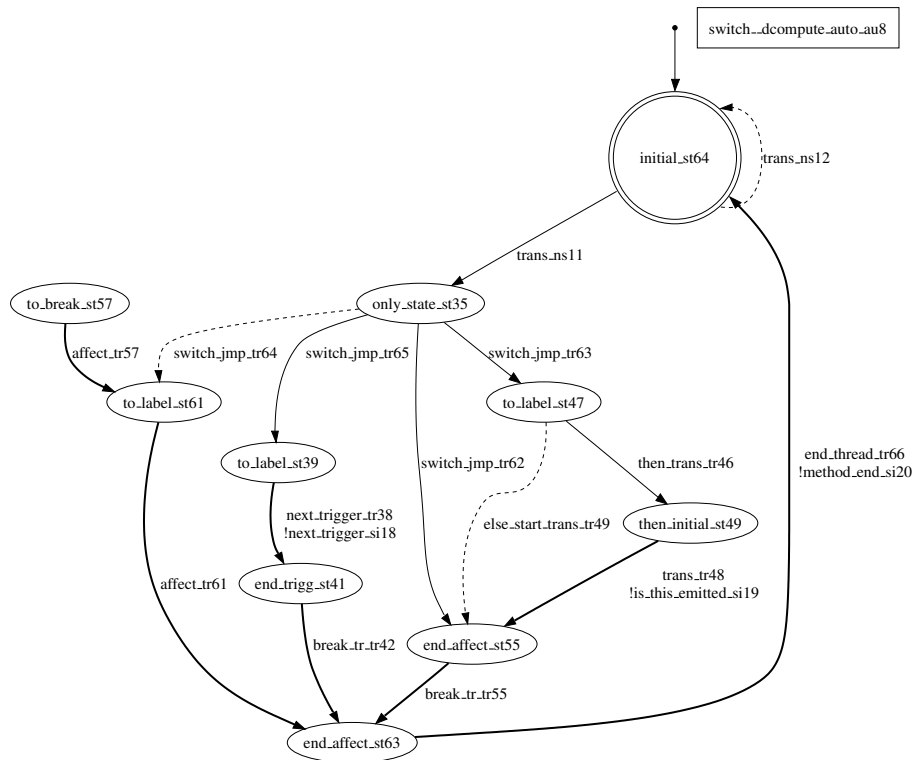 switch__dcompute_auto_au8
initial_st64
trans_ns12
trans_ns11
to_break_st57
only_state_st35
affect_tr57
switch_jmp_tr64
switch_jmp_tr65
switch_jmp_tr63
to_label_st61
to_label_st47
to_label_st39
switch_jmp_tr62
then_trans_tr46
end_thread_tr66
!method_end_si20
next_trigger_tr38
!next_trigger_si18
else_start_trans_tr49
then_initial_st49
affect_tr61
end_trigg_st41
trans_tr48
!is_this_emitted_si19
break_tr_tr42
end_affect_st55
break_tr_tr55
end_affect_st63